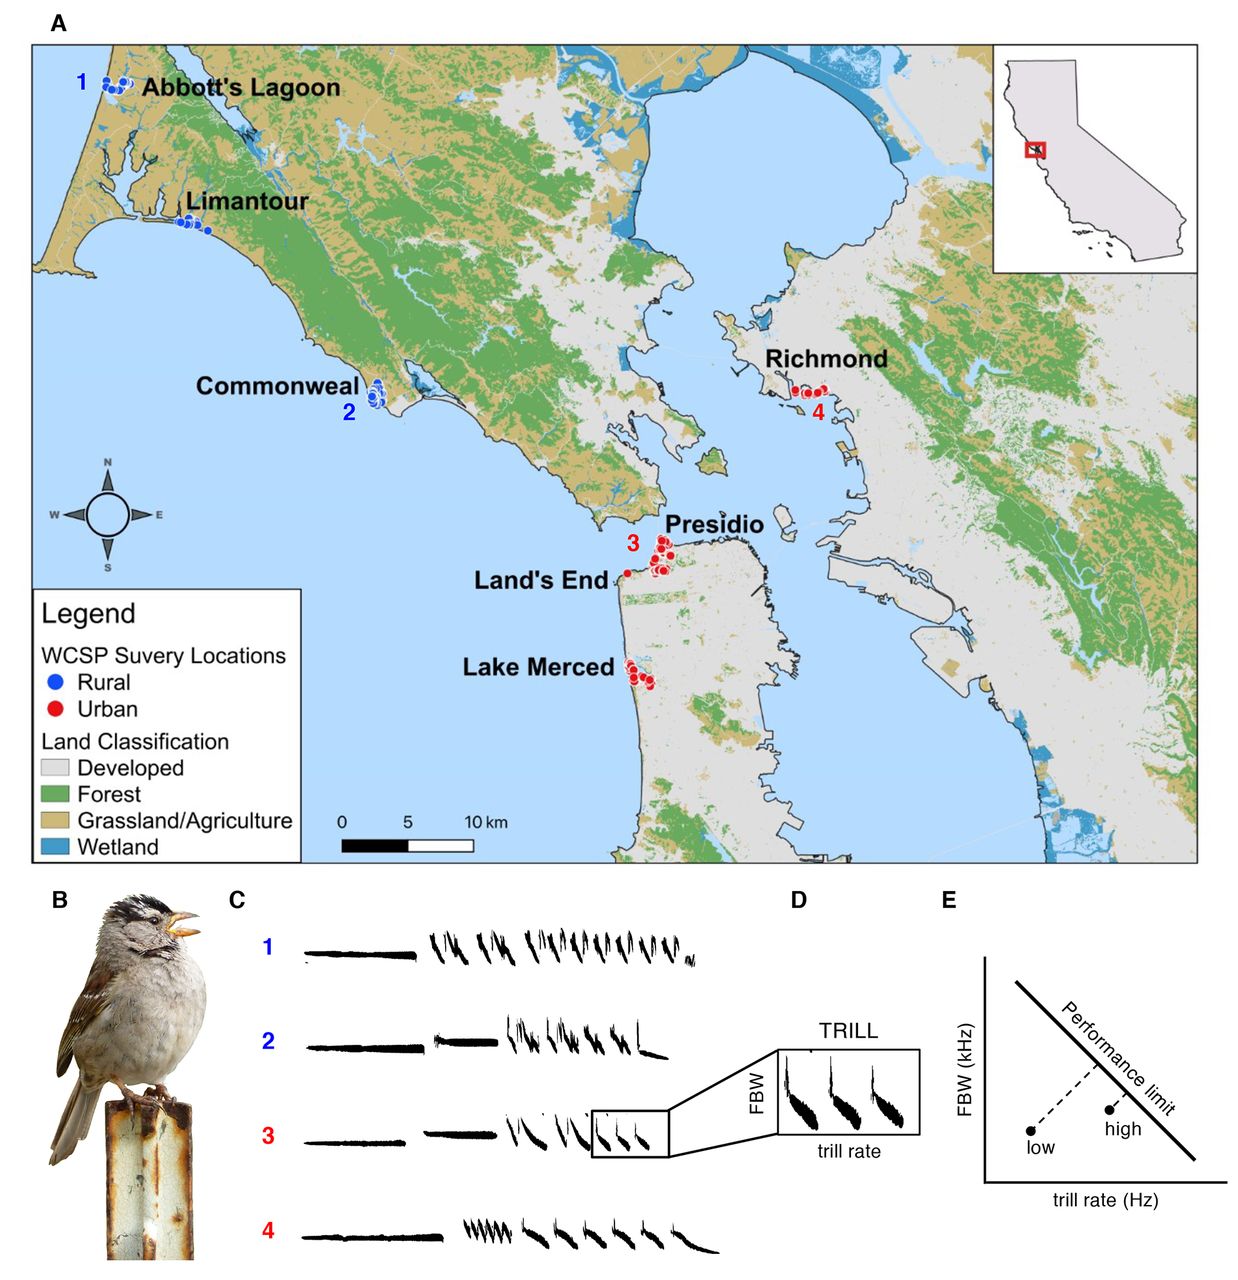 A
1
Abbott's Lagoon
Limantour
Commonweal
2
Richmond
4
Presidio
3
Land's End
Lake Merced
N
W
E
S
Legend
WCSP Suvery Locations
Rural
Urban
Land Classification
Developed
Forest
Grassland/Agriculture
Wetland
0 5 10 km
B
C
D
E
1
2
3
4
TRILL
FBW
trill rate
FBW (kHz)
Performance limit
low
high
trill rate (Hz)